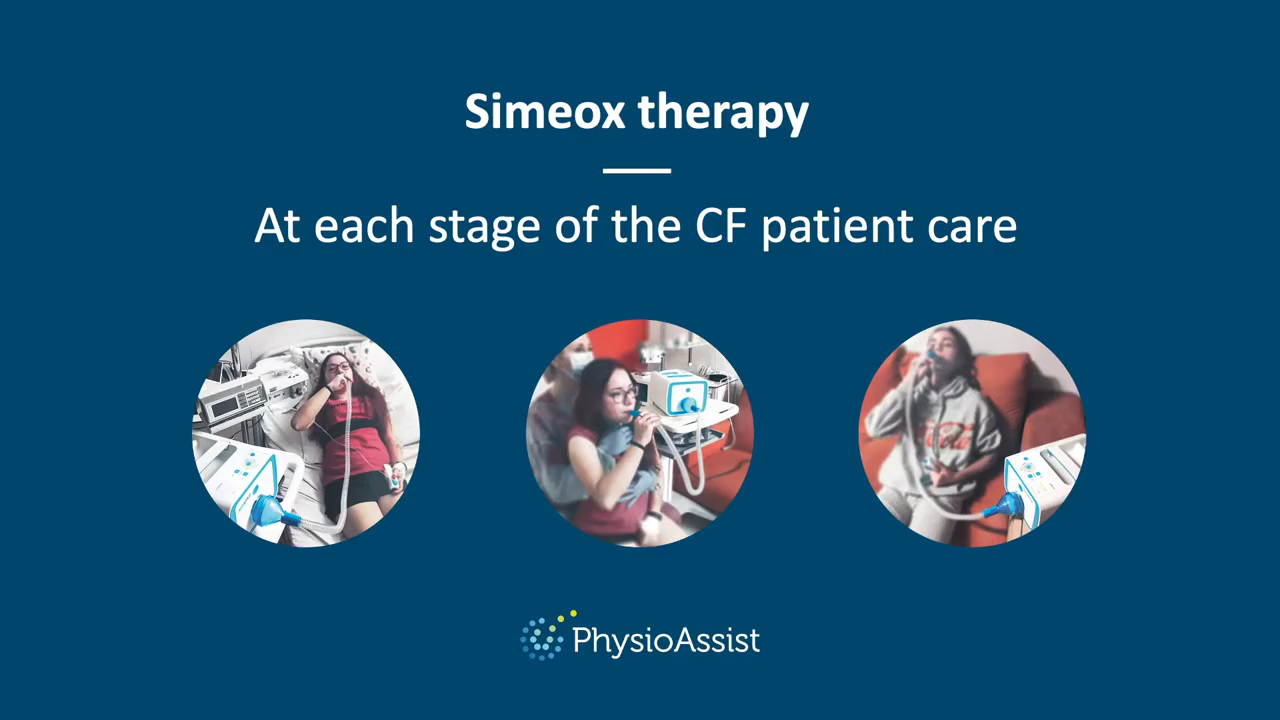 Simeox therapy
At each stage of the CF patient care
PhysioAssist